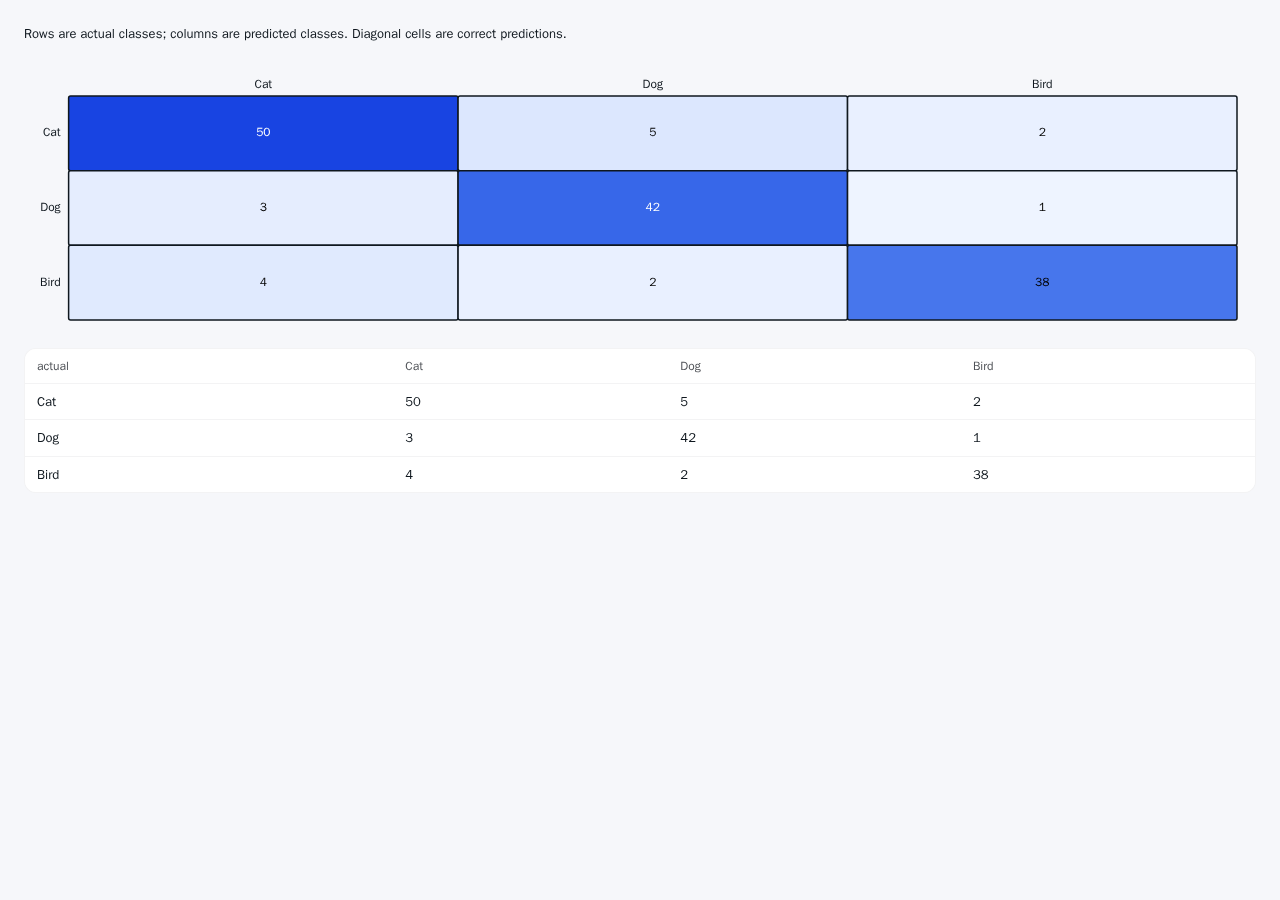 Rows are actual classes; columns are predicted classes. Diagonal cells are correct predictions.
Cat Dog Bird
Cat 50 5 2
Dog 3 42 1
Bird 4 2 38
actual Cat Dog Bird
Cat 50 5 2
Dog 3 42 1
Bird 4 2 38